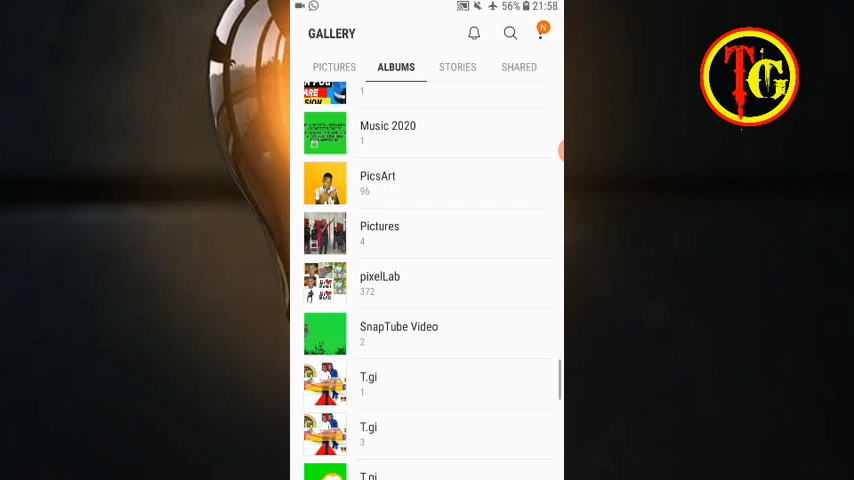 56% 21:58
GALLERY
N
PICTURES ALBUMS STORIES SHARED
1
Music 2020
1
PicsArt
96
Pictures
4
pixelLab
372
SnapTube Video
2
T.gi
1
T.gi
3
T.gi
TG